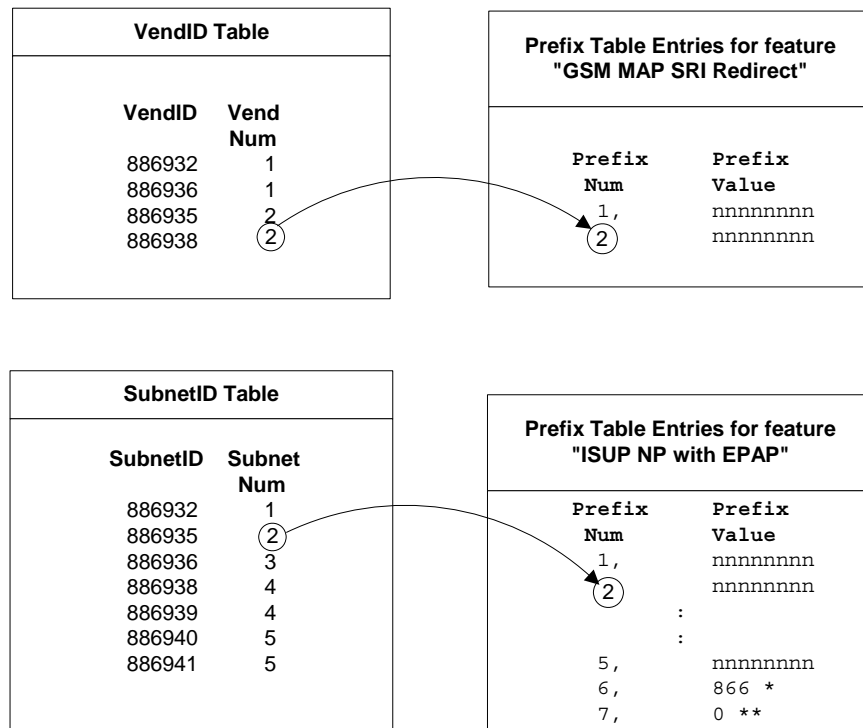 VendID Table
VendID Vend
Num
886932 1
886936 1
886935 2
886938 2
Prefix Table Entries for feature
"GSM MAP SRI Redirect"
Prefix Prefix
Num Value
1, nnnnnnnn
2 nnnnnnnn
SubnetID Table
SubnetID Subnet
Num
886932 1
886935 2
886936 3
886938 4
886939 4
886940 5
886941 5
Prefix Table Entries for feature
"ISUP NP with EPAP"
Prefix Prefix
Num Value
1, nnnnnnnn
2 nnnnnnnn
:
:
5, nnnnnnnn
6, 866 *
7, 0 **